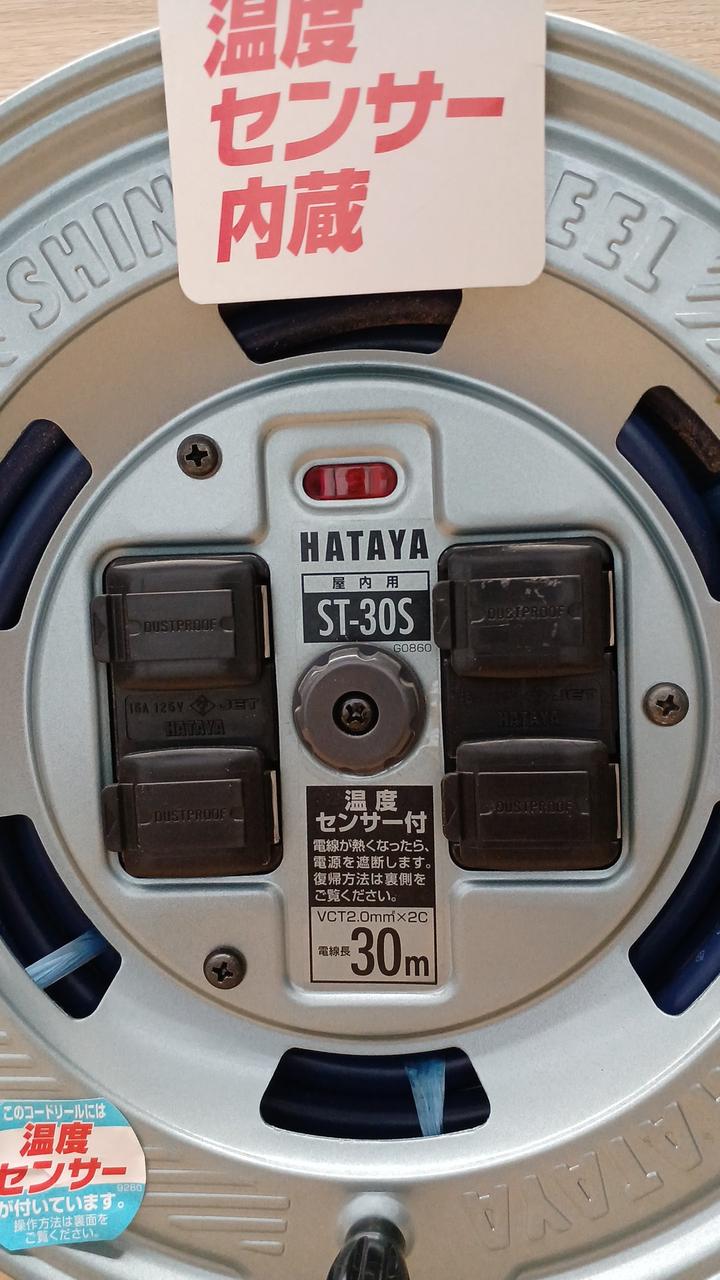 温度
センサー
内蔵
SHIN
EEL
HATAYA
屋内用
ST-30S
G0860
DUSTPROOF
DUSTPROOF
15A 125V JET
HATAYA
HATAYA
DUSTPROOF
DUSTPROOF
温度
センサー付
電線が熱くなったら、
電源を遮断します。
復帰方法は裏側を
ご覧ください。
VCT2.0m㎡×2C
電線長 30m
このコードリールには
温度
センサー
9260
が付いています。
操作方法は裏面を
ご覧ください。
HATAYA